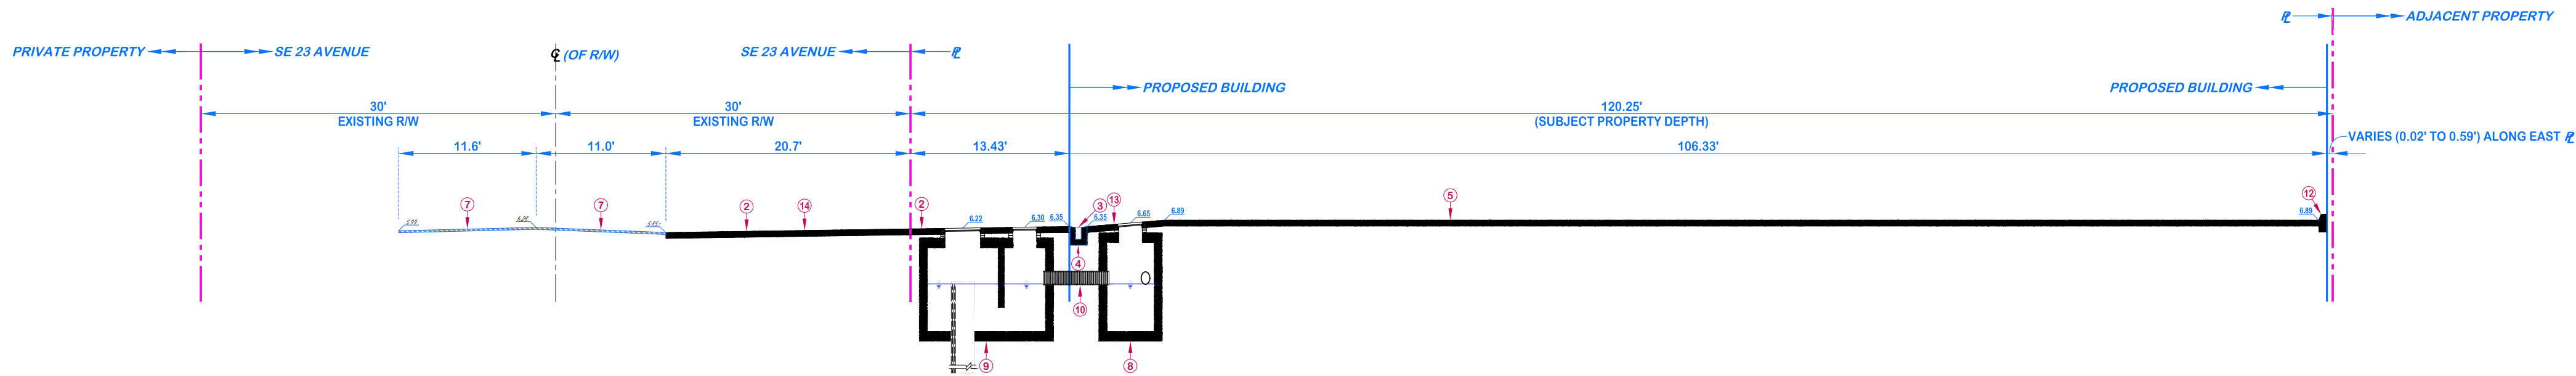 PRIVATE PROPERTY
SE 23 AVENUE
℄ (OF R/W)
SE 23 AVENUE
⅊
⅊
ADJACENT PROPERTY
PROPOSED BUILDING
PROPOSED BUILDING
30'
EXISTING R/W
30'
EXISTING R/W
120.25'
(SUBJECT PROPERTY DEPTH)
VARIES (0.02' TO 0.59') ALONG EAST ⅊
11.6'
11.0'
20.7'
13.43'
106.33'
7
7
2
14
2
3
13
5
12
6.22
6.30
6.35
6.35
6.65
6.89
6.89
4
10
9
8